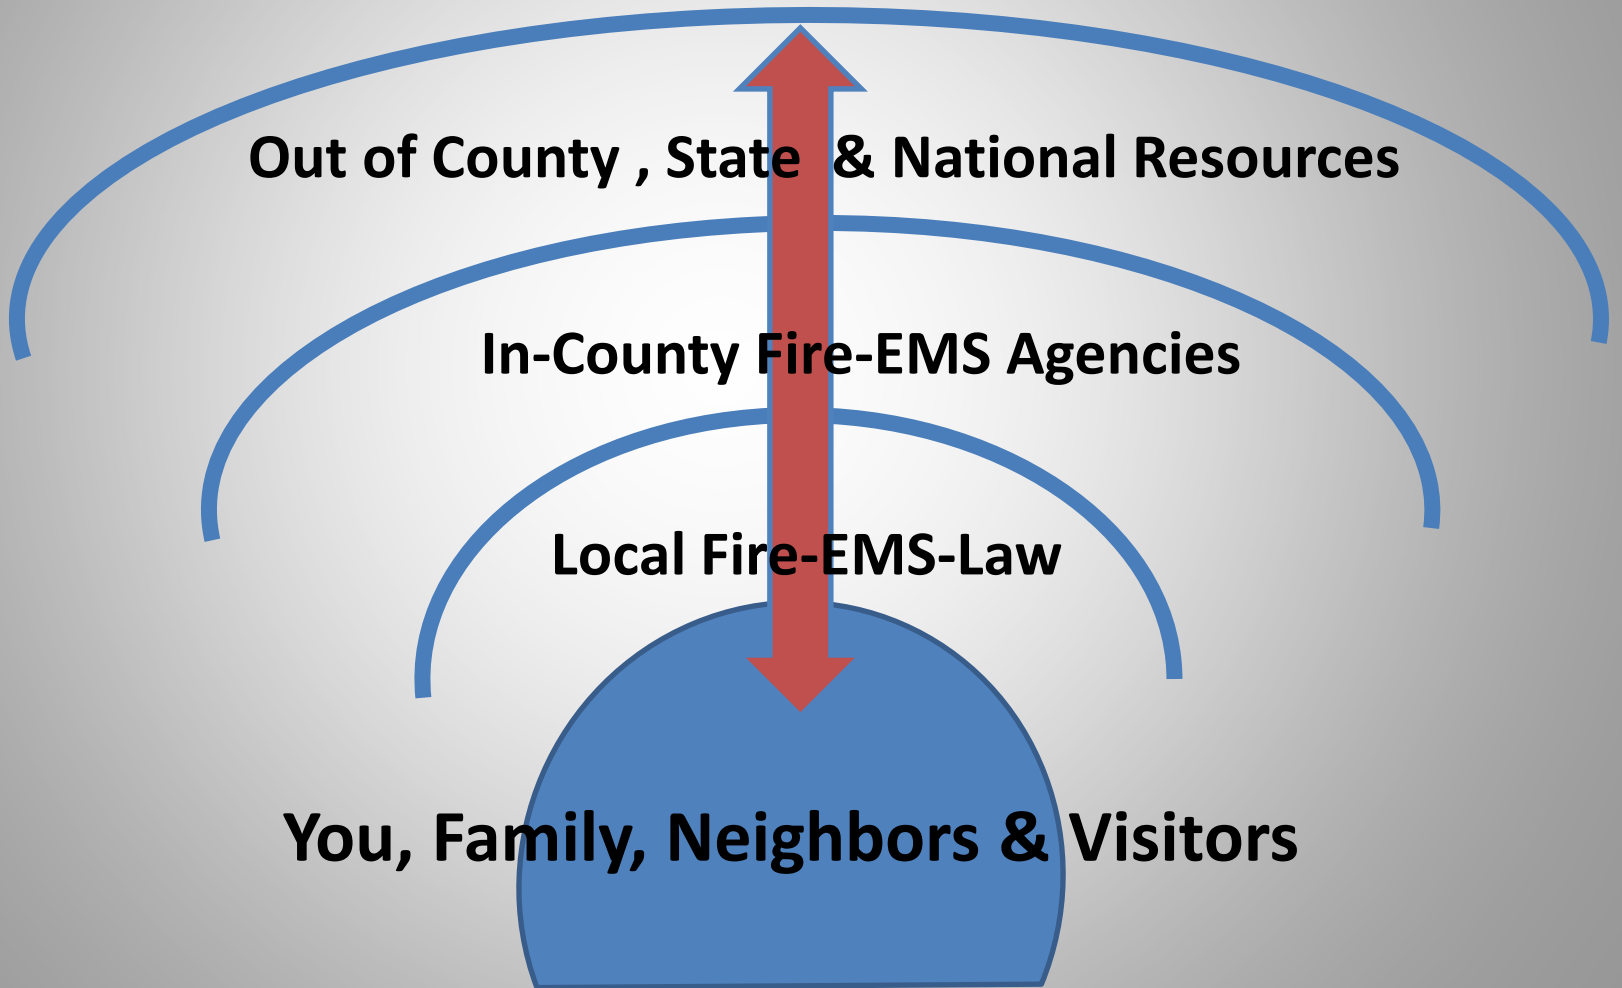 Out of County , State & National Resources
In-County Fire-EMS Agencies
Local Fire-EMS-Law
You, Family, Neighbors & Visitors